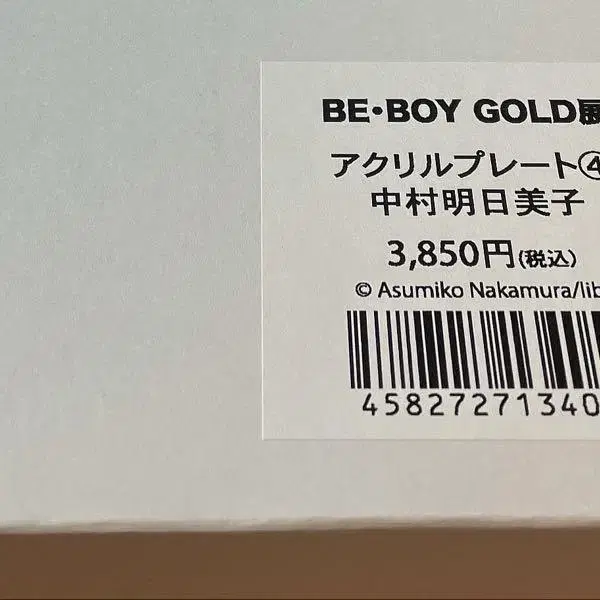 BE・BOY GOLD展
アクリルプレート④
中村明日美子
3,850円(税込)
© Asumiko Nakamura/lib
45827271340